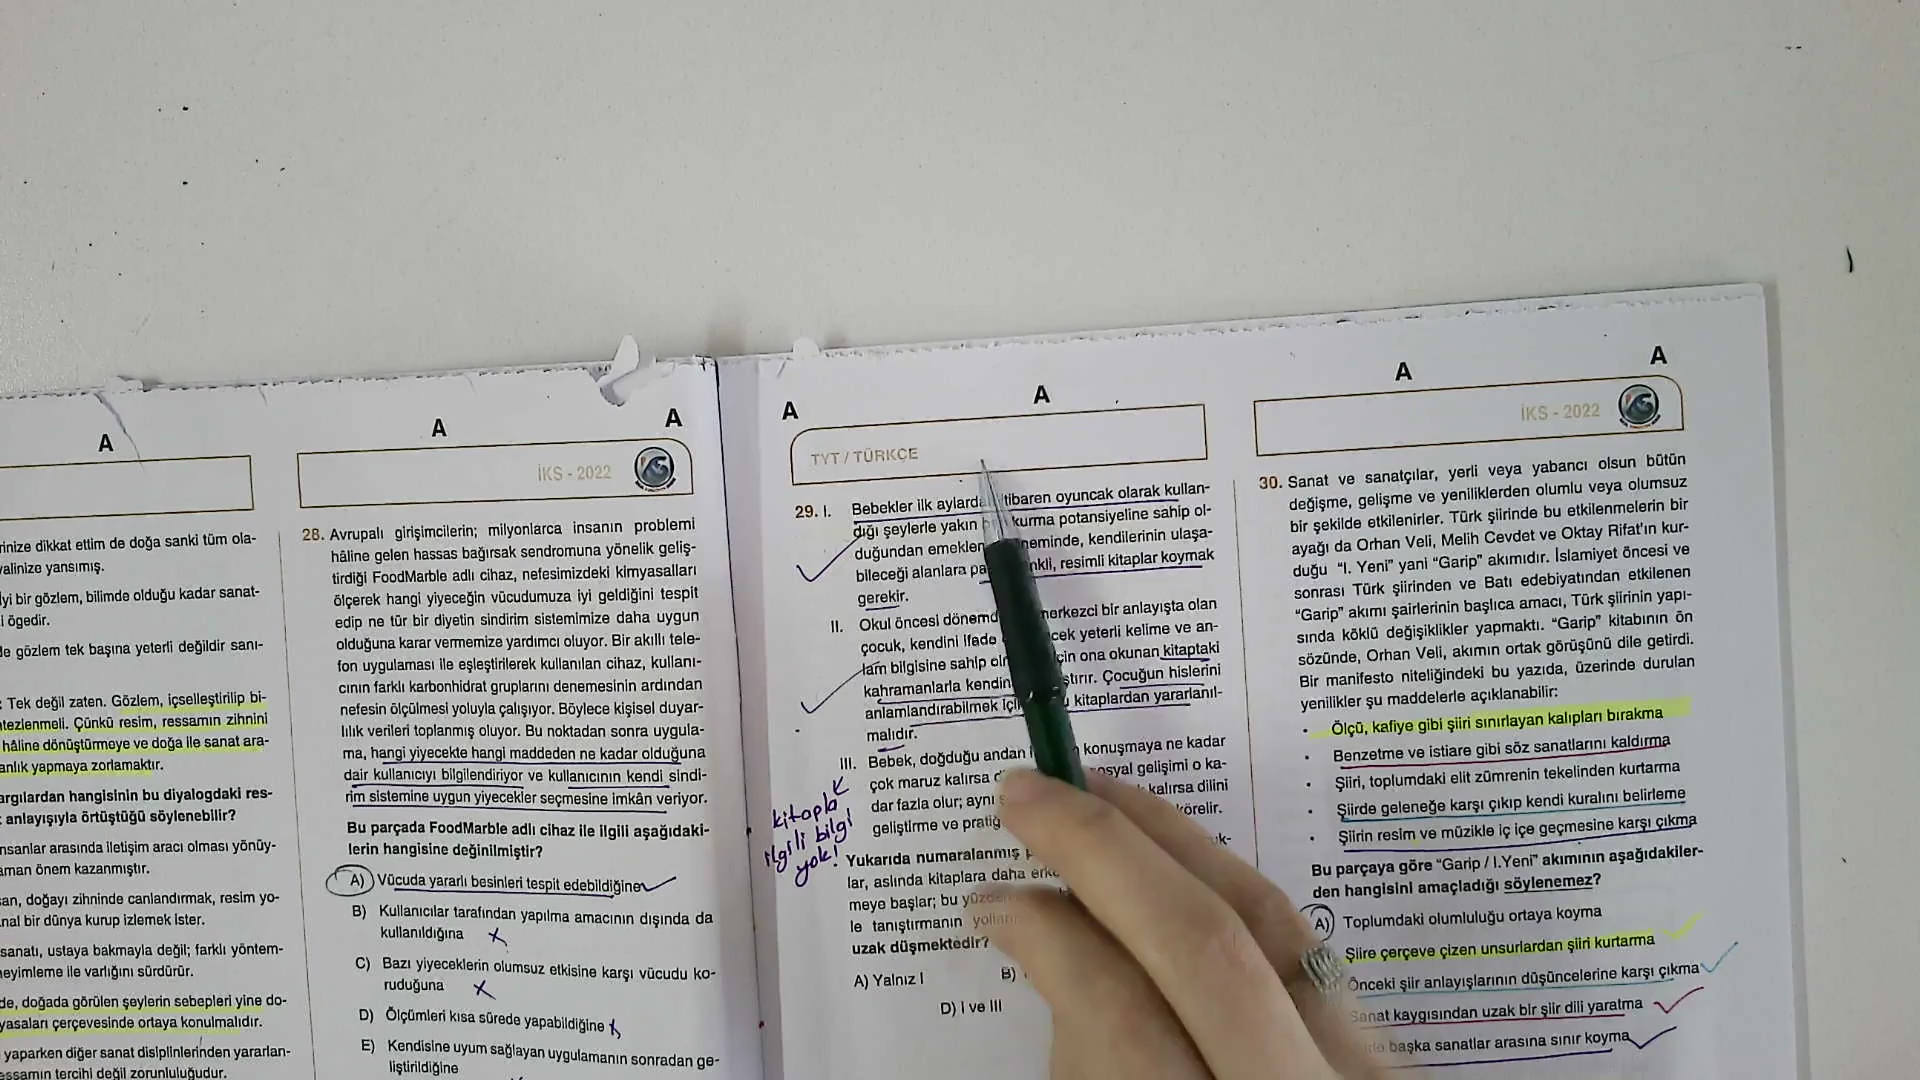 A
A
A
İKS - 2022
rinize dikkat ettim de doğa sanki tüm ola-
valinize yansımış.
iyi bir gözlem, bilimde olduğu kadar sanat-
i ögedir.
de gözlem tek başına yeterli değildir sanı-
: Tek değil zaten. Gözlem, içselleştirilip bi-
ntezlenmeli. Çünkü resim, ressamın zihnini
hâline dönüştürmeye ve doğa ile sanat ara-
anlık yapmaya zorlamaktır.
argılardan hangisinin bu diyalogdaki res-
anlayışıyla örtüştüğü söylenebilir?
nsanlar arasında iletişim aracı olması yönüy-
aman önem kazanmıştır.
san, doğayı zihninde canlandırmak, resim yo-
nal bir dünya kurup izlemek ister.
sanatı, ustaya bakmayla değil; farklı yöntem-
neyimleme ile varlığını sürdürür.
de, doğada görülen şeylerin sebepleri yine do-
yasaları çerçevesinde ortaya konulmalıdır.
yaparken diğer sanat disiplinlerinden yararlan-
essamın tercihi değil zorunluluğudur.
28. Avrupalı girişimcilerin; milyonlarca insanın problemi
hâline gelen hassas bağırsak sendromuna yönelik geliş-
tirdiği FoodMarble adlı cihaz, nefesimizdeki kimyasalları
ölçerek hangi yiyeceğin vücudumuza iyi geldiğini tespit
edip ne tür bir diyetin sindirim sistemimize daha uygun
olduğuna karar vermemize yardımcı oluyor. Bir akıllı tele-
fon uygulaması ile eşleştirilerek kullanılan cihaz, kullanı-
cının farklı karbonhidrat gruplarını denemesinin ardından
nefesin ölçülmesi yoluyla çalışıyor. Böylece kişisel duyar-
lılık verileri toplanmış oluyor. Bu noktadan sonra uygula-
ma, hangi yiyecekte hangi maddeden ne kadar olduğuna
dair kullanıcıyı bilgilendiriyor ve kullanıcının kendi sindi-
rim sistemine uygun yiyecekler seçmesine imkân veriyor.
Bu parçada FoodMarble adlı cihaz ile ilgili aşağıdaki-
lerin hangisine değinilmiştir?
A) Vücuda yararlı besinleri tespit edebildiğine
B) Kullanıcılar tarafından yapılma amacının dışında da
kullanıldığına
C) Bazı yiyeceklerin olumsuz etkisine karşı vücudu ko-
ruduğuna
D) Ölçümleri kısa sürede yapabildiğine
E) Kendisine uyum sağlayan uygulamanın sonradan ge-
liştirildiğine
A
A
A
A
TYT / TÜRKÇE
İKS - 2022
29. I. Bebekler ilk aylarda tibaren oyuncak olarak kullan-
dığı şeylerle yakın kurma potansiyeline sahip ol-
duğundan emeklen neminde, kendilerinin ulaşa-
bileceği alanlara pa nkli, resimli kitaplar koymak
gerekir.
II. Okul öncesi dönemd merkezci bir anlayışta olan
çocuk, kendini ifade cek yeterli kelime ve an-
lam bilgisine sahip olm için ona okunan kitaptaki
kahramanlarla kendin ştırır. Çocuğun hislerini
anlamlandırabilmek için u kitaplardan yararlanıl-
malıdır.
III. Bebek, doğduğu andan konuşmaya ne kadar
çok maruz kalırsa osyal gelişimi o ka-
dar fazla olur; aynı kalırsa dilini
geliştirme ve pratiğ körelir.
kitapla
ilgili bilgi
yok!
Yukarıda numaralanmış uk-
lar, aslında kitaplara daha erke
meye başlar; bu yüzden
le tanıştırmanın yolların
uzak düşmektedir?
A) Yalnız I B)
D) I ve III
30. Sanat ve sanatçılar, yerli veya yabancı olsun bütün
değişme, gelişme ve yeniliklerden olumlu veya olumsuz
bir şekilde etkilenirler. Türk şiirinde bu etkilenmelerin bir
ayağı da Orhan Veli, Melih Cevdet ve Oktay Rifat'ın kur-
duğu “I. Yeni” yani “Garip” akımıdır. İslamiyet öncesi ve
sonrası Türk şiirinden ve Batı edebiyatından etkilenen
“Garip” akımı şairlerinin başlıca amacı, Türk şiirinin yapı-
sında köklü değişiklikler yapmaktı. “Garip” kitabının ön
sözünde, Orhan Veli, akımın ortak görüşünü dile getirdi.
Bir manifesto niteliğindeki bu yazıda, üzerinde durulan
yenilikler şu maddelerle açıklanabilir:
• Ölçü, kafiye gibi şiiri sınırlayan kalıpları bırakma
• Benzetme ve istiare gibi söz sanatlarını kaldırma
• Şiiri, toplumdaki elit zümrenin tekelinden kurtarma
• Şiirde geleneğe karşı çıkıp kendi kuralını belirleme
• Şiirin resim ve müzikle iç içe geçmesine karşı çıkma
Bu parçaya göre “Garip / I.Yeni” akımının aşağıdakiler-
den hangisini amaçladığı söylenemez?
A) Toplumdaki olumluluğu ortaya koyma
Şiire çerçeve çizen unsurlardan şiiri kurtarma
Önceki şiir anlayışlarının düşüncelerine karşı çıkma
Sanat kaygısından uzak bir şiir dili yaratma
başka sanatlar arasına sınır koyma